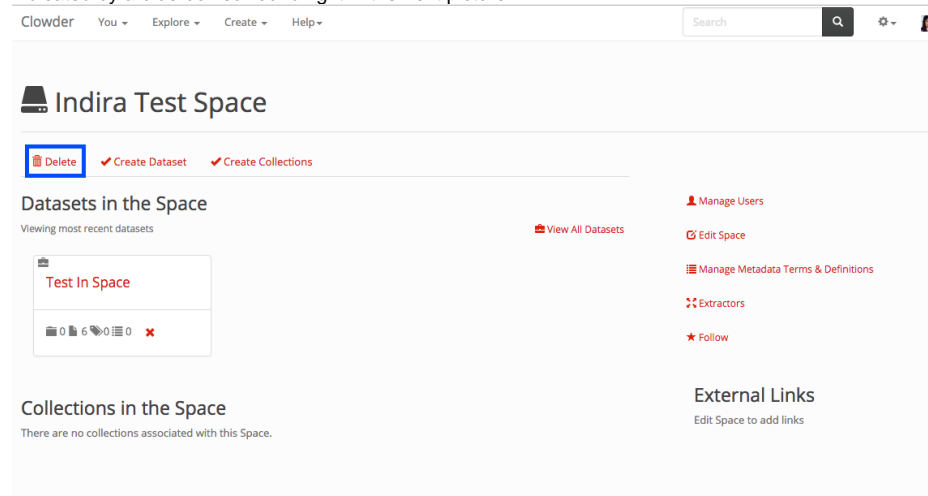 Clowder You Explore Create Help Search
Indira Test Space
Delete Create Dataset Create Collections
Datasets in the Space
Viewing most recent datasets
View All Datasets
Test In Space
0 6 0 0
Manage Users
Edit Space
Manage Metadata Terms & Definitions
Extractors
Follow
Collections in the Space
There are no collections associated with this Space.
External Links
Edit Space to add links